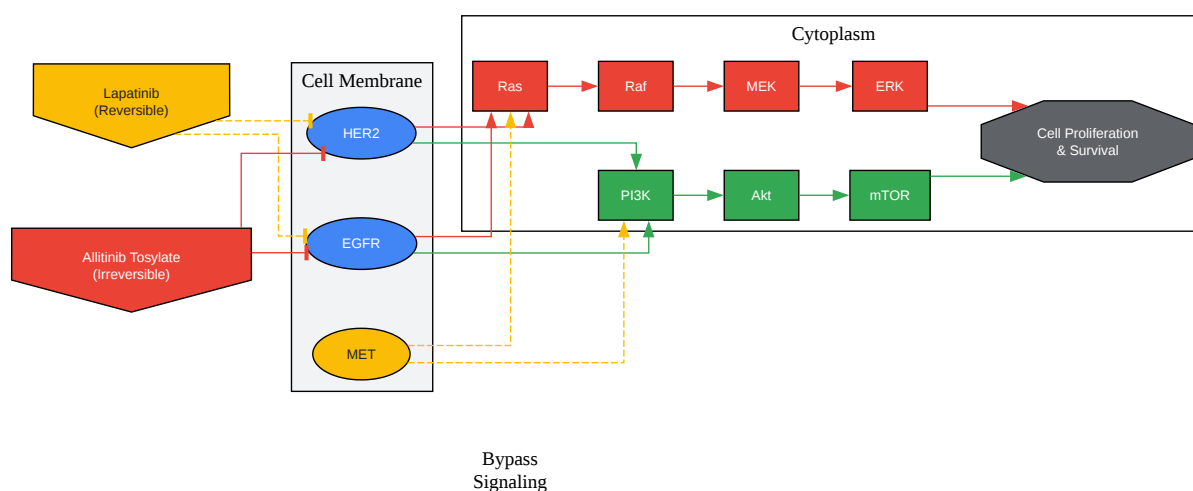 Cytoplasm
Cell Membrane
Lapatinib
(Reversible)
Ras
Raf
MEK
ERK
HER2
Cell Proliferation
& Survival
PI3K
Akt
mTOR
EGFR
Allitinib Tosylate
(Irreversible)
MET
Bypass
Signaling